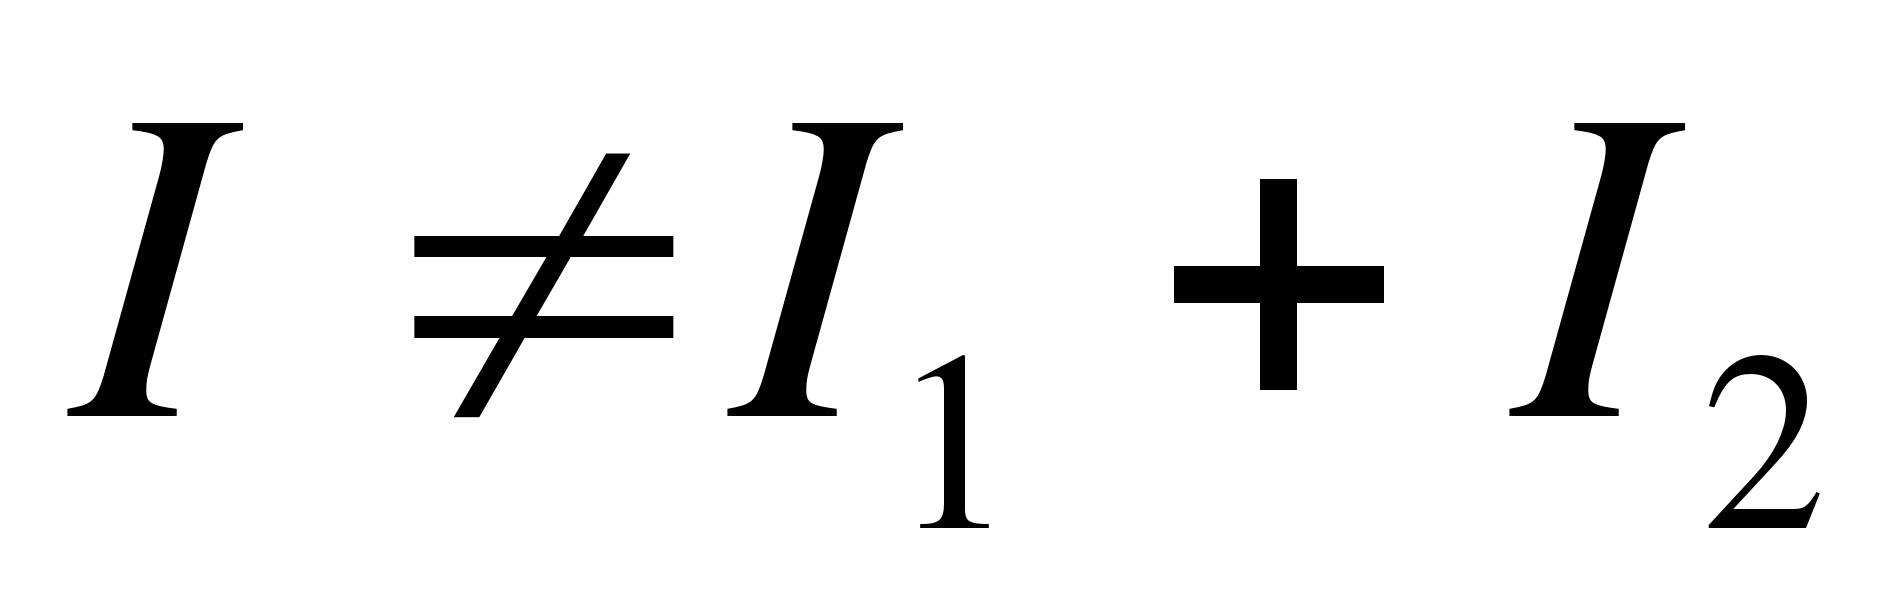 I ≠ I₁ + I₂